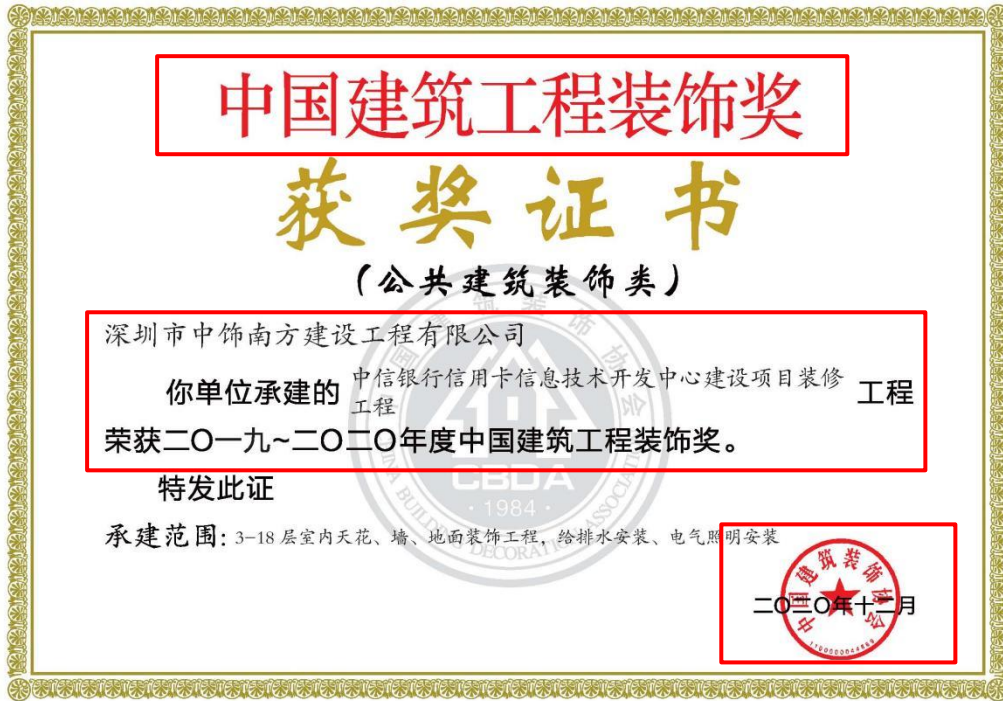 中国建筑工程装饰奖
获奖证书
(公共建筑装饰类)
深圳市中饰南方建设工程有限公司
你单位承建的 中信银行信用卡信息技术开发中心建设项目装修工程 工程
荣获二〇一九~二〇二〇年度中国建筑工程装饰奖。
特发此证
承建范围: 3-18 层室内天花、墙、地面装饰工程, 给排水安装、电气照明安装
二〇二〇年十二月
中国建筑装饰协会
CBDA
·1984·